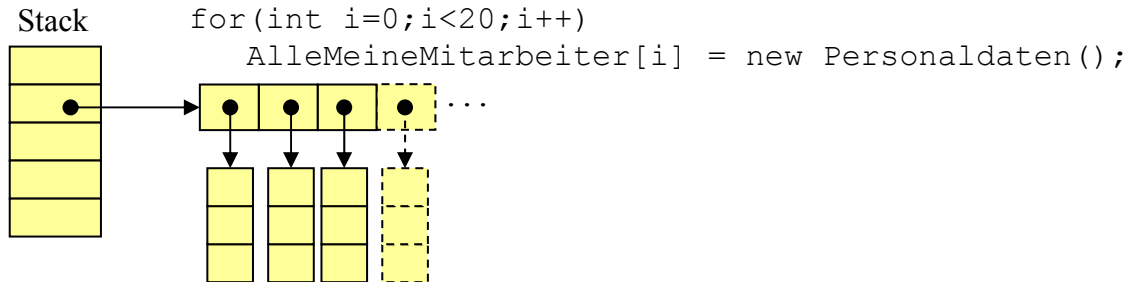 Stack
for(int i=0;i<20;i++)
AlleMeineMitarbeiter[i] = new Personaldaten();
...